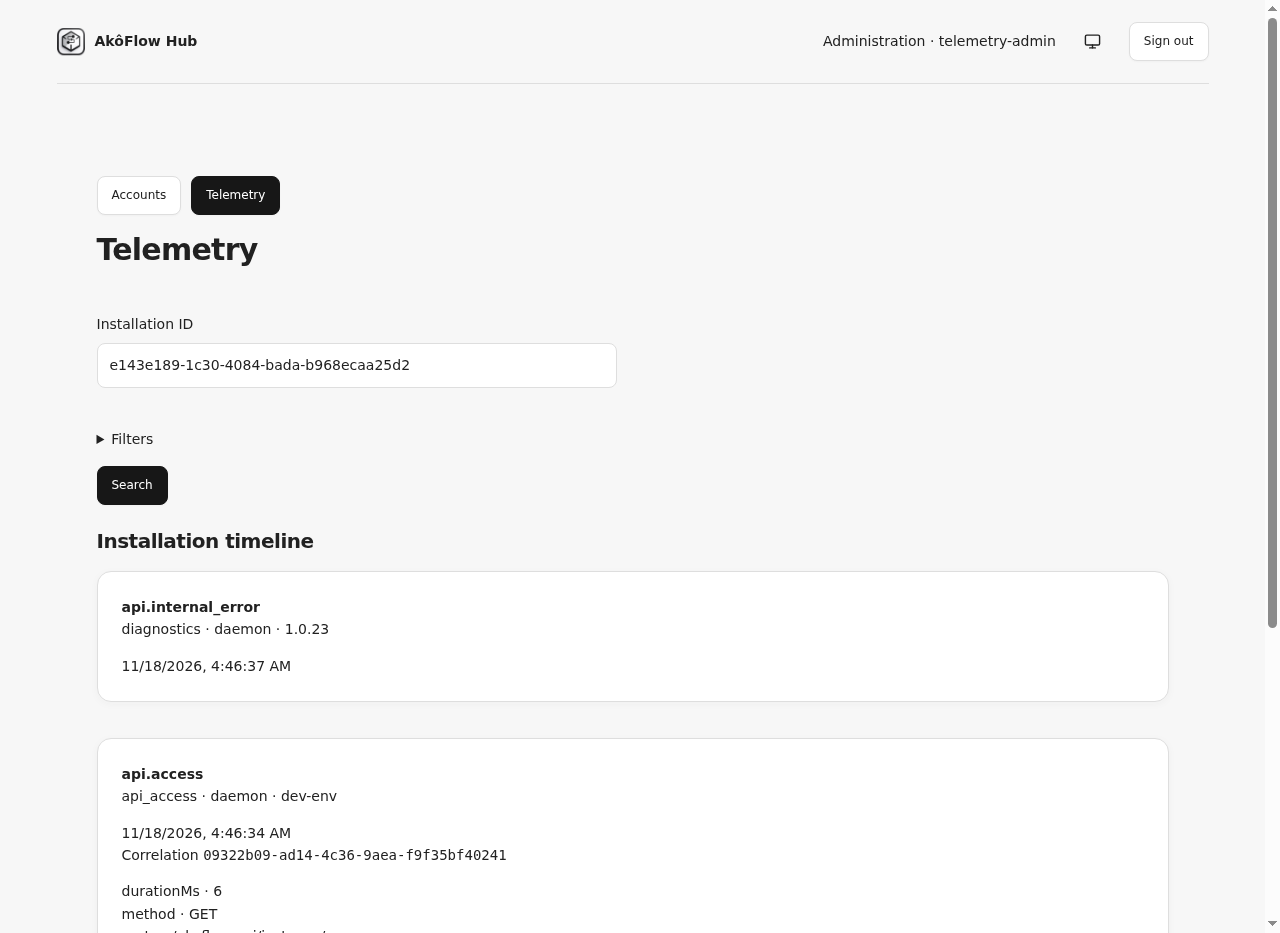 AkôFlow Hub
Administration · telemetry-admin
Sign out
Accounts
Telemetry
Telemetry
Installation ID
e143e189-1c30-4084-bada-b968ecaa25d2
Filters
Search
Installation timeline
api.internal_error
diagnostics · daemon · 1.0.23
11/18/2026, 4:46:37 AM
api.access
api_access · daemon · dev-env
11/18/2026, 4:46:34 AM
Correlation 09322b09-ad14-4c36-9aea-f9f35bf40241
durationMs · 6
method · GET